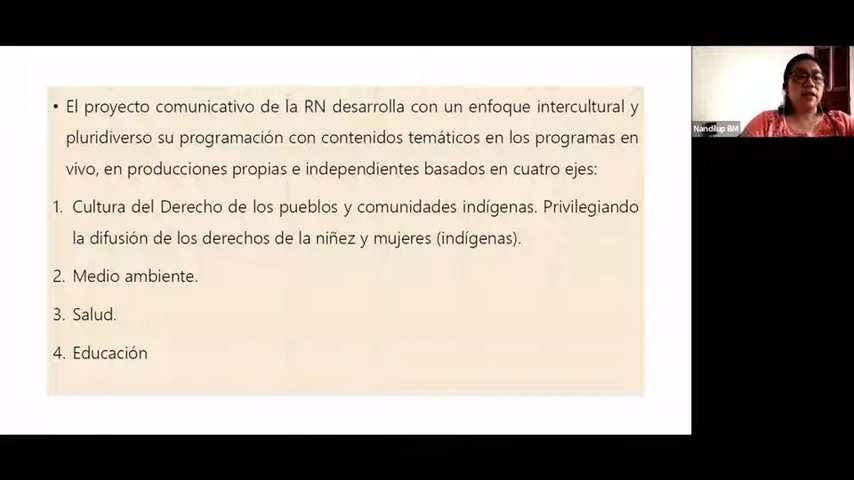 • El proyecto comunicativo de la RN desarrolla con un enfoque intercultural y
pluridiverso su programación con contenidos temáticos en los programas en
vivo, en producciones propias e independientes basados en cuatro ejes:
1. Cultura del Derecho de los pueblos y comunidades indígenas. Privilegiando
la difusión de los derechos de la niñez y mujeres (indígenas).
2. Medio ambiente.
3. Salud.
4. Educación
Nandilup BM